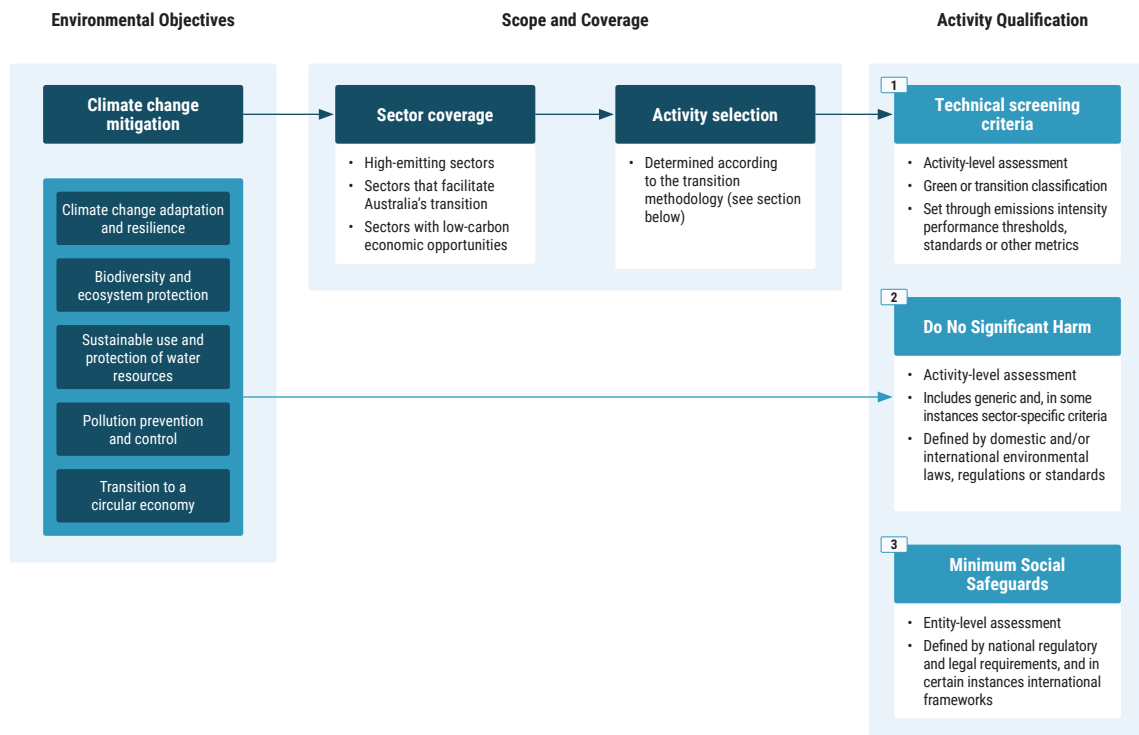 Environmental Objectives
Scope and Coverage
Activity Qualification
Climate change
mitigation
Climate change adaptation
and resilience
Biodiversity and
ecosystem protection
Sustainable use and
protection of water
resources
Pollution prevention
and control
Transition to a
circular economy
Sector coverage
• High-emitting sectors
• Sectors that facilitate
Australia's transition
• Sectors with low-carbon
economic opportunities
Activity selection
• Determined according
to the transition
methodology (see section
below)
1
Technical screening
criteria
• Activity-level assessment
• Green or transition classification
• Set through emissions intensity
performance thresholds,
standards or other metrics
2
Do No Significant Harm
• Activity-level assessment
• Includes generic and, in some
instances sector-specific criteria
• Defined by domestic and/or
international environmental
laws, regulations or standards
3
Minimum Social
Safeguards
• Entity-level assessment
• Defined by national regulatory
and legal requirements, and in
certain instances international
frameworks